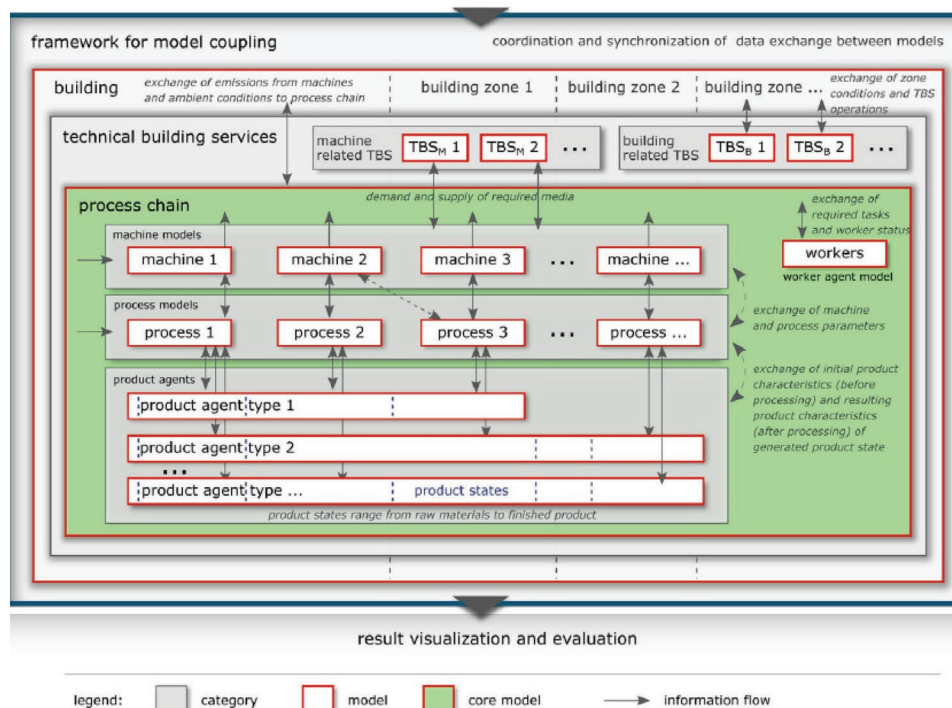 framework for model coupling
coordination and synchronization of data exchange between models
building
exchange of emissions from machines
and ambient conditions to process chain
building zone 1
building zone 2
building zone ...
exchange of zone
conditions and TBS
operations
technical building services
machine
related TBS
TBSM 1
TBSM 2
...
building
related TBS
TBSB 1
TBSB 2
...
process chain
demand and supply of required media
exchange of
required tasks
and worker status
workers
worker agent model
machine models
machine 1
machine 2
machine 3
...
machine ...
process models
process 1
process 2
process 3
...
process ...
exchange of machine
and process parameters
product agents
product agent type 1
product agent type 2
...
product agent type ...
product states
product states range from raw materials to finished product
exchange of initial product
characteristics (before
processing) and resulting
product characteristics
(after processing) of
generated product state
result visualization and evaluation
legend:
category
model
core model
information flow